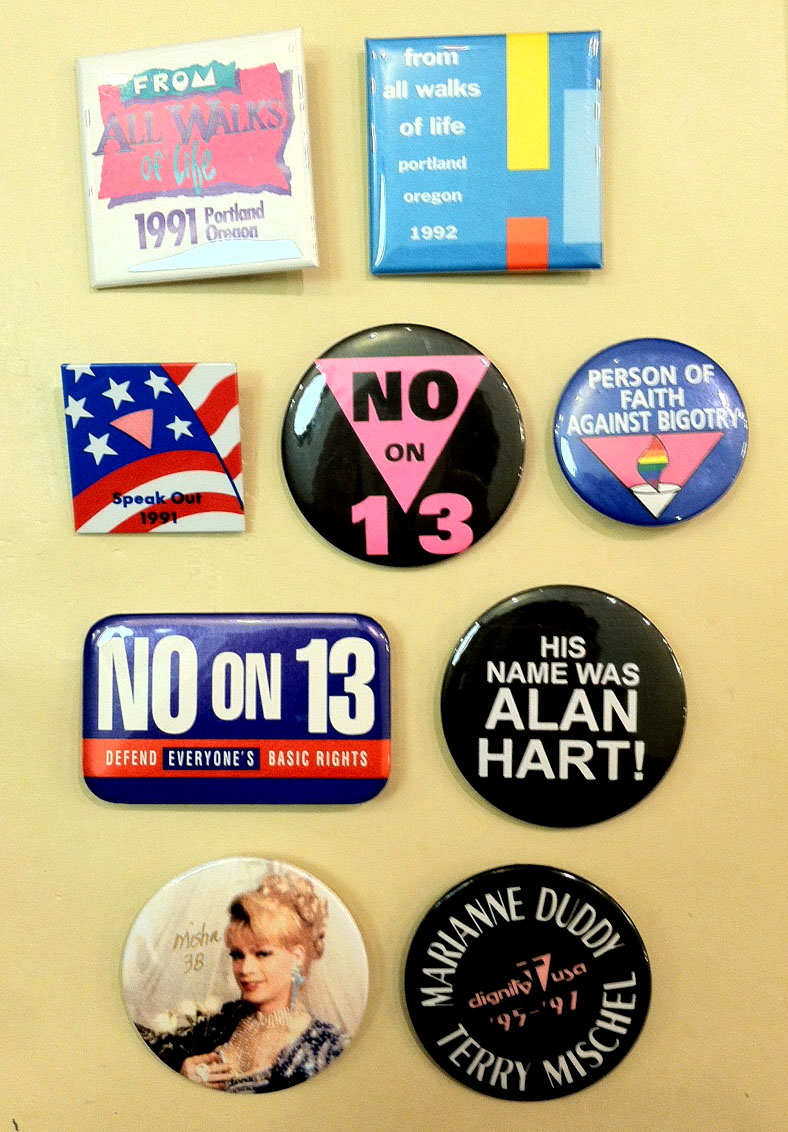 FROM
ALL WALKS
of life
1991 Portland
Oregon
from
all walks
of life
portland
oregon
1992
Speak Out
1991
NO
ON
13
PERSON OF
FAITH
AGAINST BIGOTRY
NO ON 13
DEFEND EVERYONE'S BASIC RIGHTS
HIS
NAME WAS
ALAN
HART!
misha
38
MARIANNE DUDDY
dignity usa
'95-'97
TERRY MISCHEL